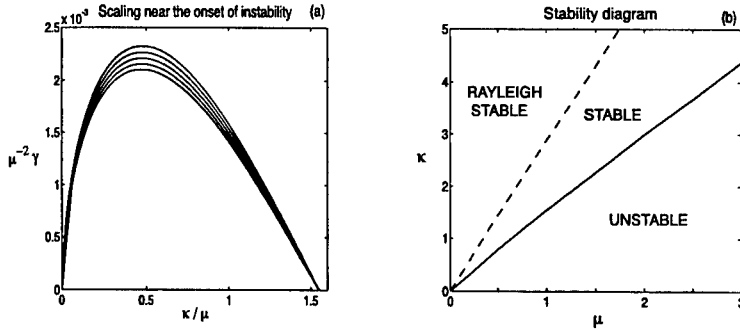 Scaling near the onset of instability (a)
x 10⁻³
2.5
2
1.5
1
0.5
0
μ⁻² γ
0 0.5 1 1.5
κ/μ
Stability diagram (b)
5
4
3
2
1
0
κ
RAYLEIGH
STABLE
STABLE
UNSTABLE
0 1 2 3
μ